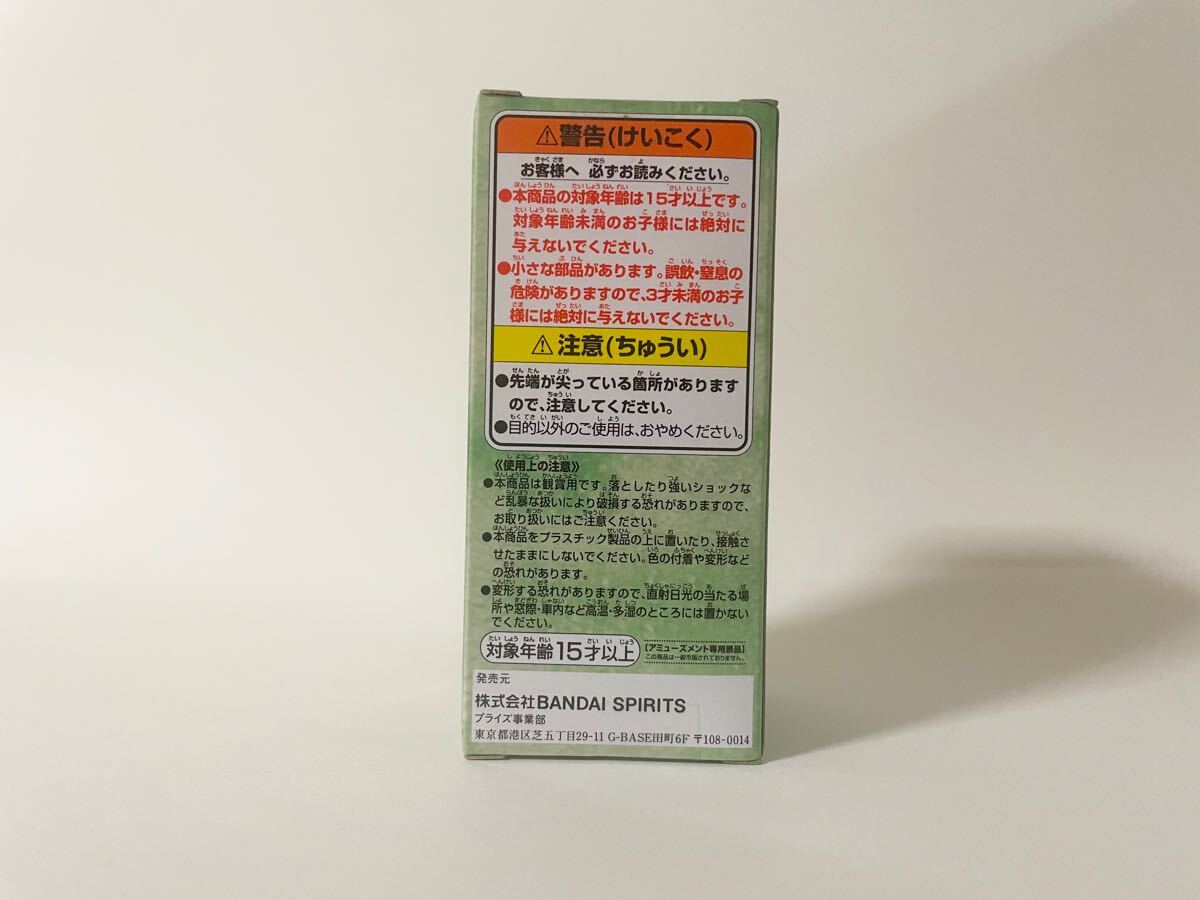 ⚠警告(けいこく)
お客様へ 必ずお読みください。
●本商品の対象年齢は15才以上です。
対象年齢未満のお子様には絶対に
与えないでください。
●小さな部品があります。誤飲・窒息の
危険がありますので、3才未満のお子
様には絶対に与えないでください。
⚠注意(ちゅうい)
●先端が尖っている箇所があります
ので、注意してください。
●目的以外のご使用は、おやめください。
《使用上の注意》
●本商品は観賞用です。落としたり強いショックな
ど乱暴な扱いにより破損する恐れがありますので、
お取り扱いにはご注意ください。
●本商品をプラスチック製品の上に置いたり、接触さ
せたままにしないでください。色の付着や変形など
の恐れがあります。
●変形する恐れがありますので、直射日光の当たる場
所や窓際・車内など高温・多湿のところには置かない
でください。
対象年齢15才以上
[アミューズメント専用景品]
この商品は一般市販されておりません。
発売元
株式会社BANDAI SPIRITS
プライズ事業部
東京都港区芝五丁目29-11 G-BASE田町6F 〒108-0014